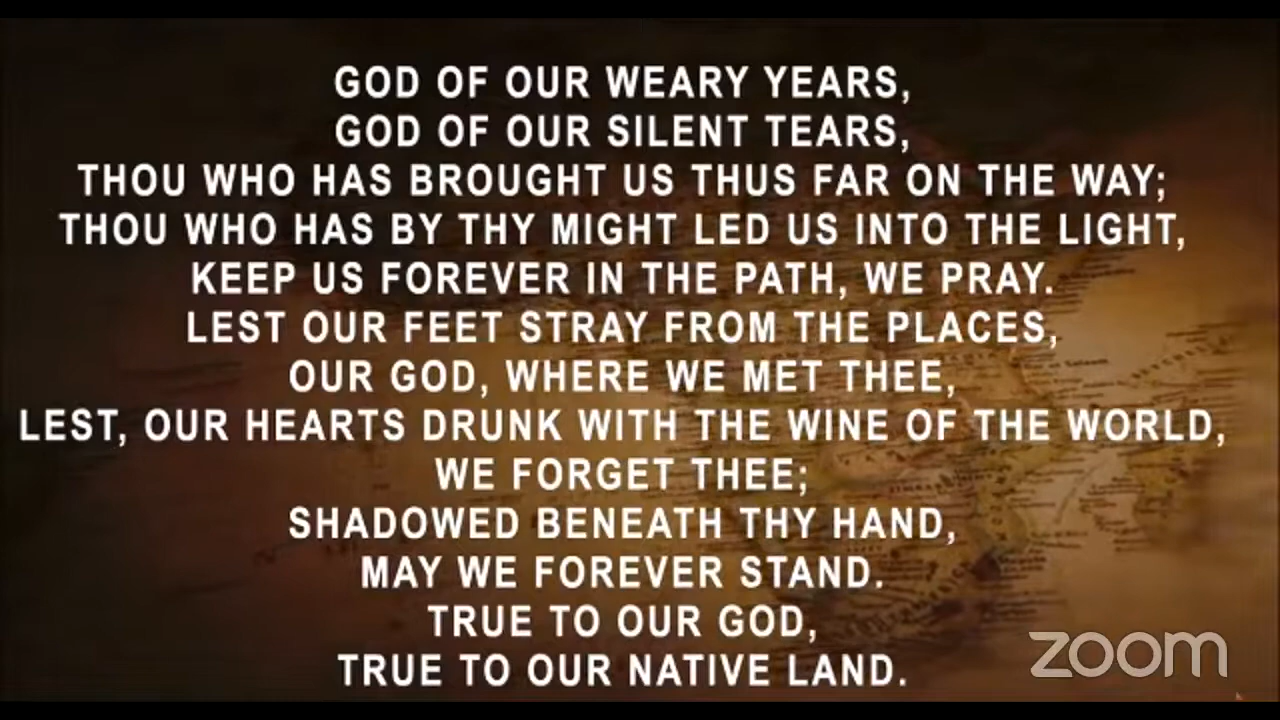 GOD OF OUR WEARY YEARS,
GOD OF OUR SILENT TEARS,
THOU WHO HAS BROUGHT US THUS FAR ON THE WAY;
THOU WHO HAS BY THY MIGHT LED US INTO THE LIGHT,
KEEP US FOREVER IN THE PATH, WE PRAY.
LEST OUR FEET STRAY FROM THE PLACES,
OUR GOD, WHERE WE MET THEE,
LEST, OUR HEARTS DRUNK WITH THE WINE OF THE WORLD,
WE FORGET THEE;
SHADOWED BENEATH THY HAND,
MAY WE FOREVER STAND.
TRUE TO OUR GOD,
TRUE TO OUR NATIVE LAND.
zoom